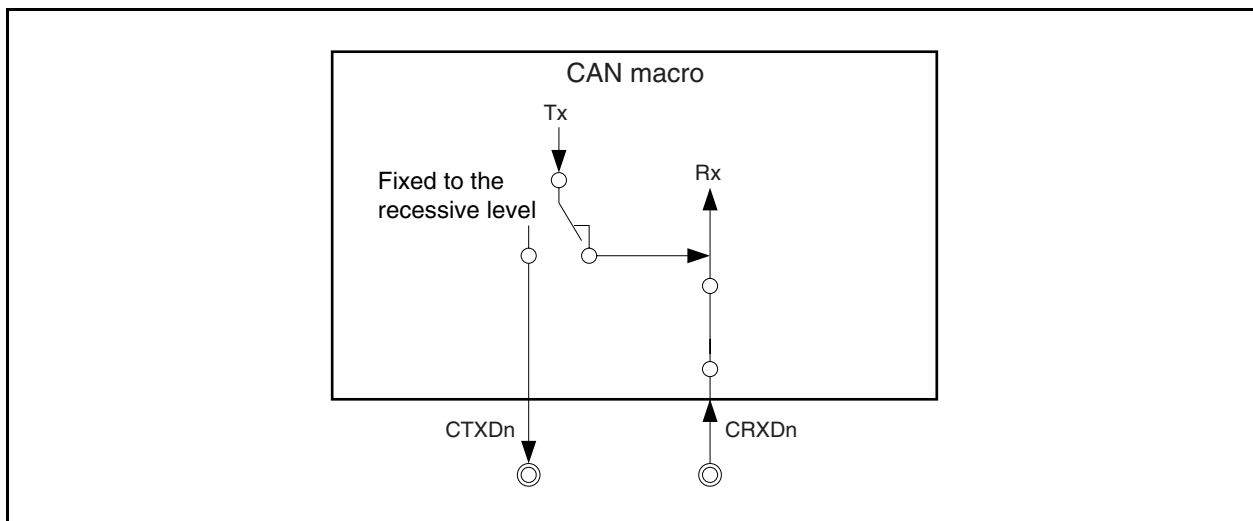 CAN macro
Tx
Rx
Fixed to the
recessive level
CTXDn
CRXDn